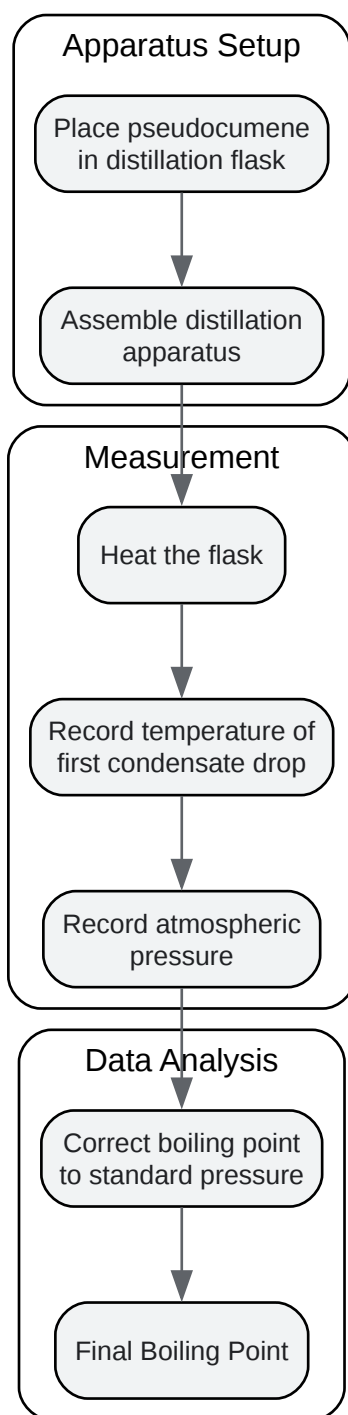 Apparatus Setup
Place pseudocumene
in distillation flask
Assemble distillation
apparatus
Measurement
Heat the flask
Record temperature of
first condensate drop
Record atmospheric
pressure
Data Analysis
Correct boiling point
to standard pressure
Final Boiling Point